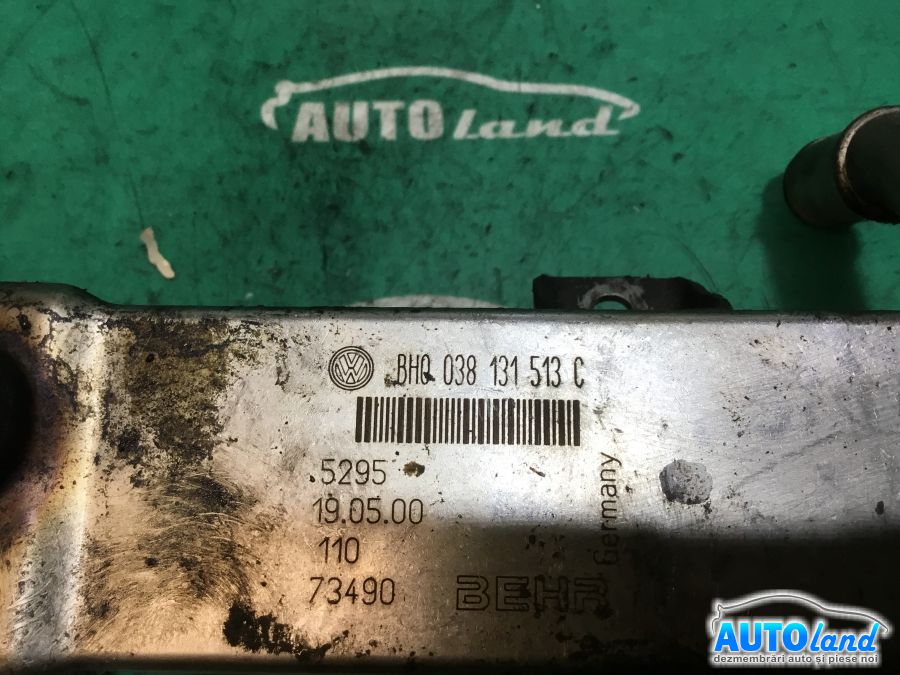 AUTO land
BHQ 038 131 513 C
5295
19.05.00
110
73490
BEHR
Germany
AUTOland
dezmembrări auto și piese noi